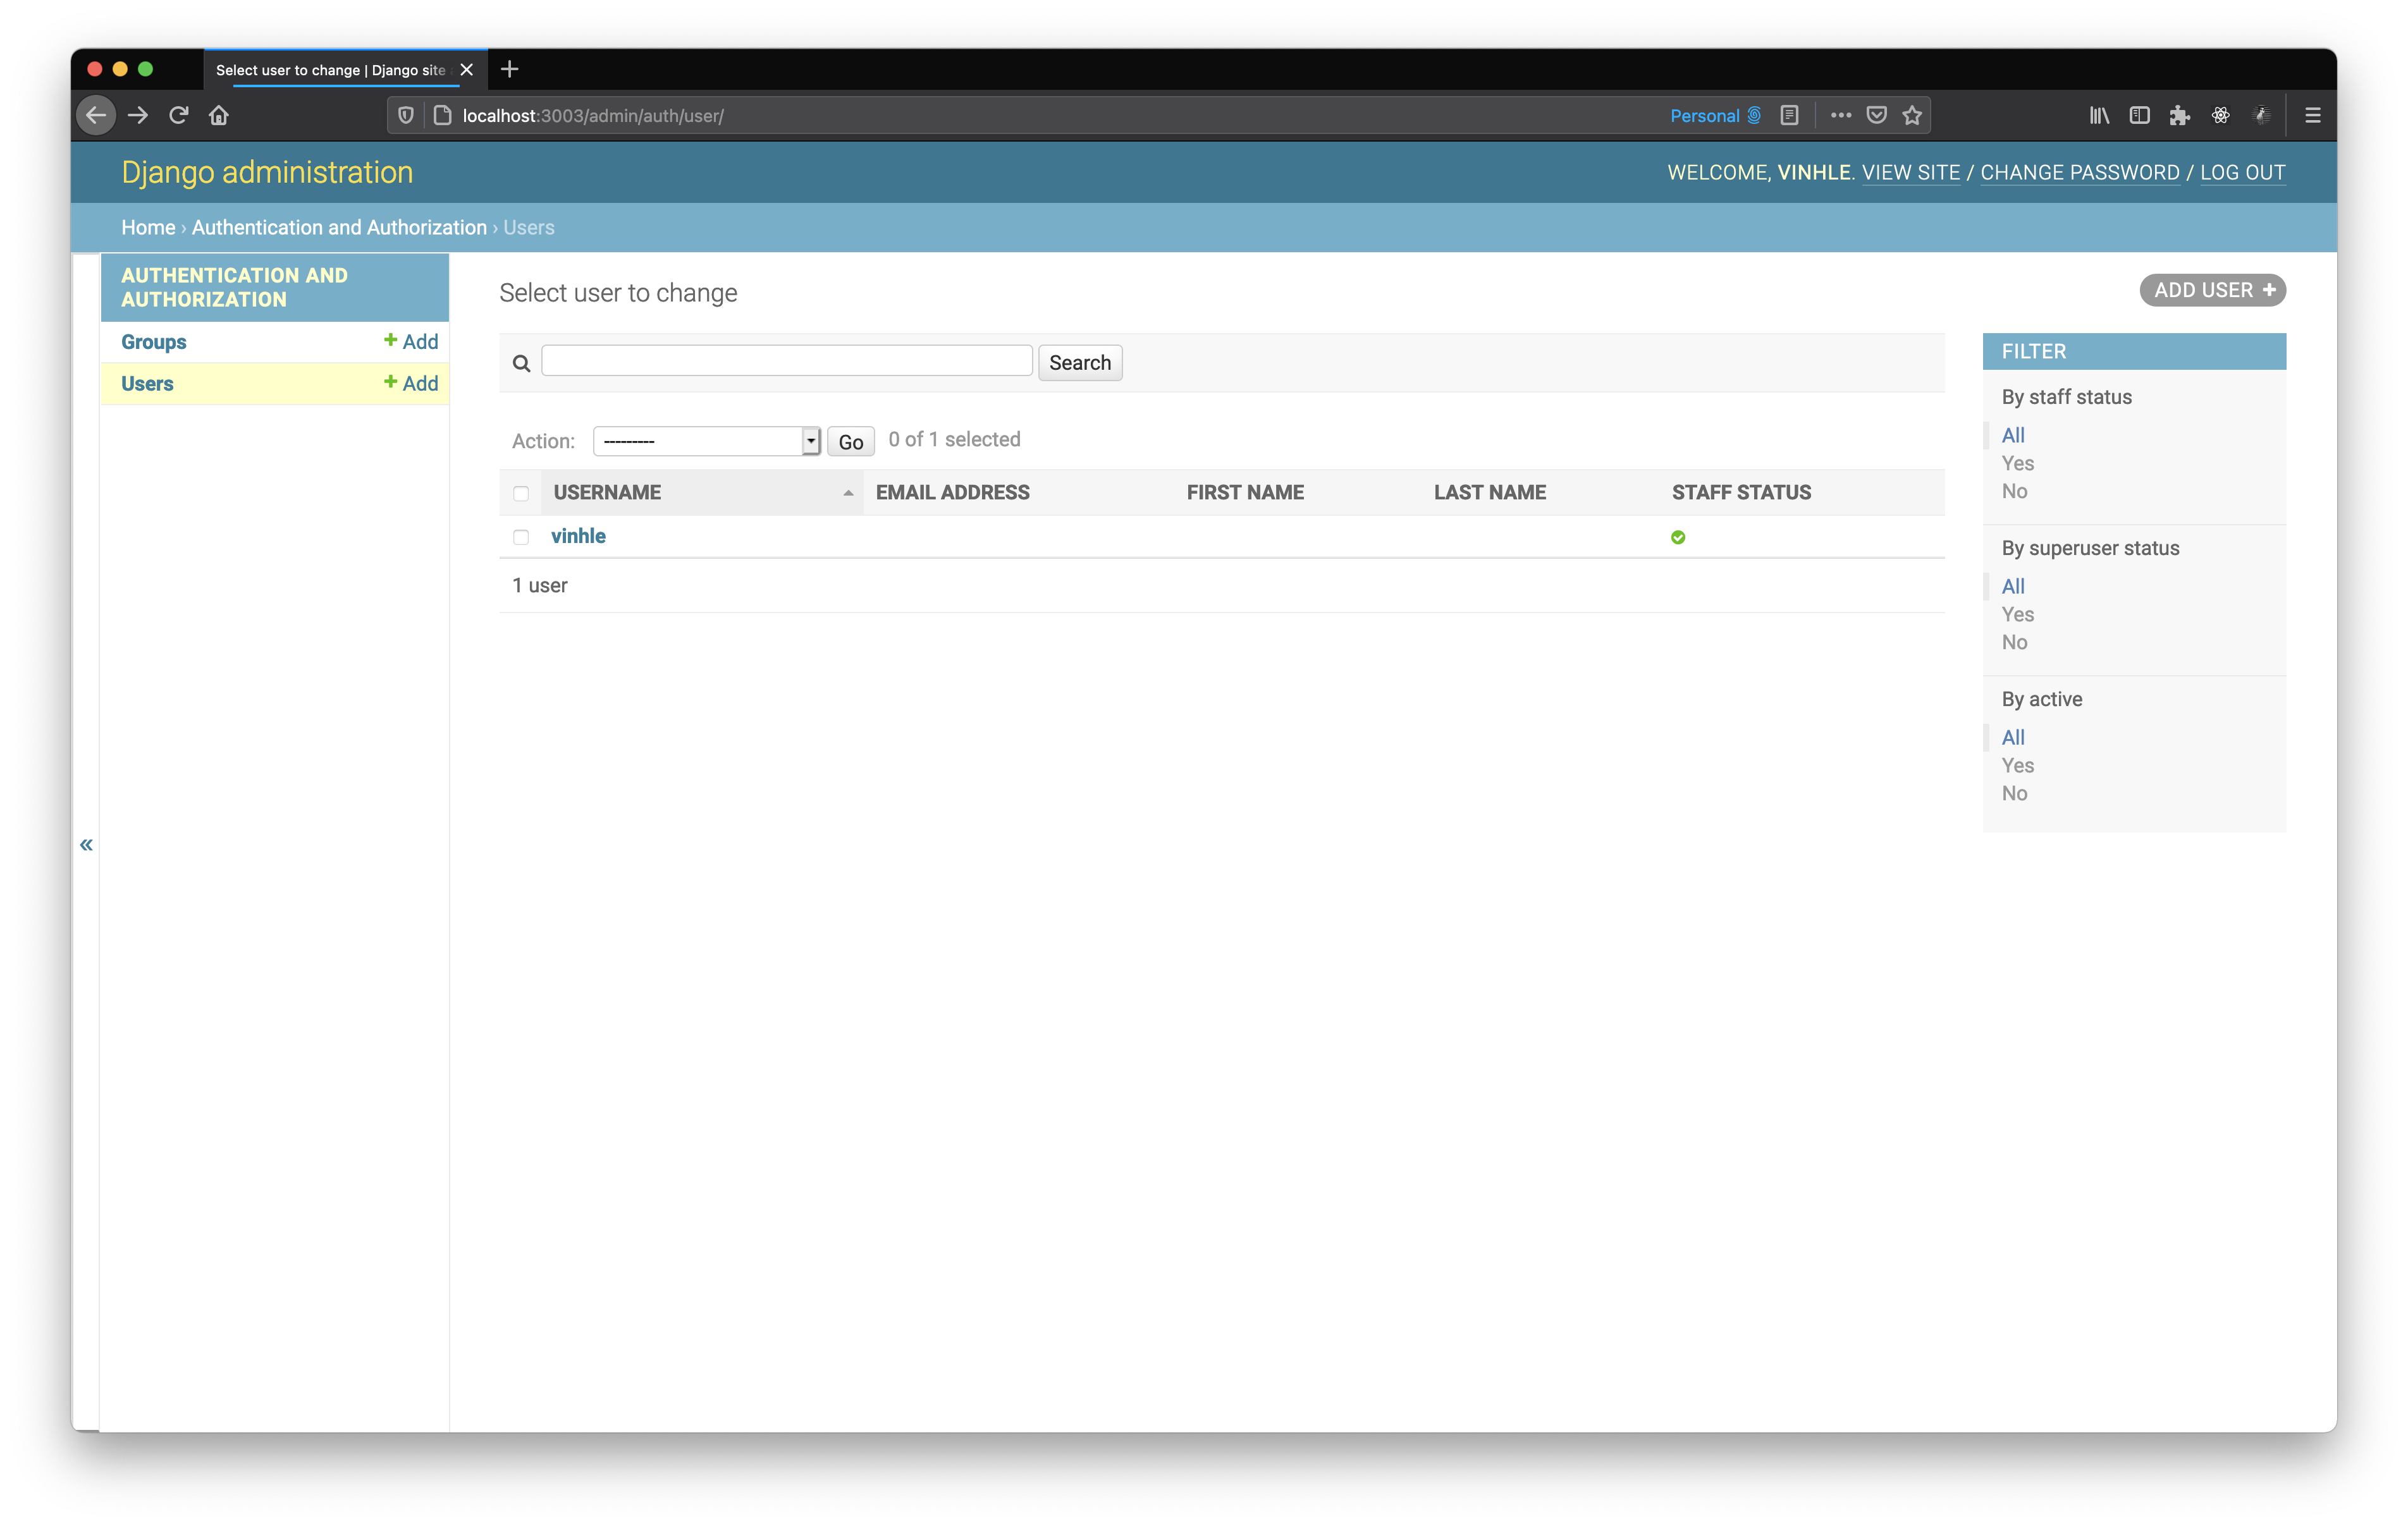 Select user to change | Django site
localhost:3003/admin/auth/user/
Personal
Django administration
WELCOME, VINHLE. VIEW SITE / CHANGE PASSWORD / LOG OUT
Home › Authentication and Authorization › Users
AUTHENTICATION AND
AUTHORIZATION
Groups
+ Add
Users
+ Add
«
Select user to change
ADD USER +
Search
Action:
---------
Go
0 of 1 selected
USERNAME
EMAIL ADDRESS
FIRST NAME
LAST NAME
STAFF STATUS
vinhle
1 user
FILTER
By staff status
All
Yes
No
By superuser status
All
Yes
No
By active
All
Yes
No